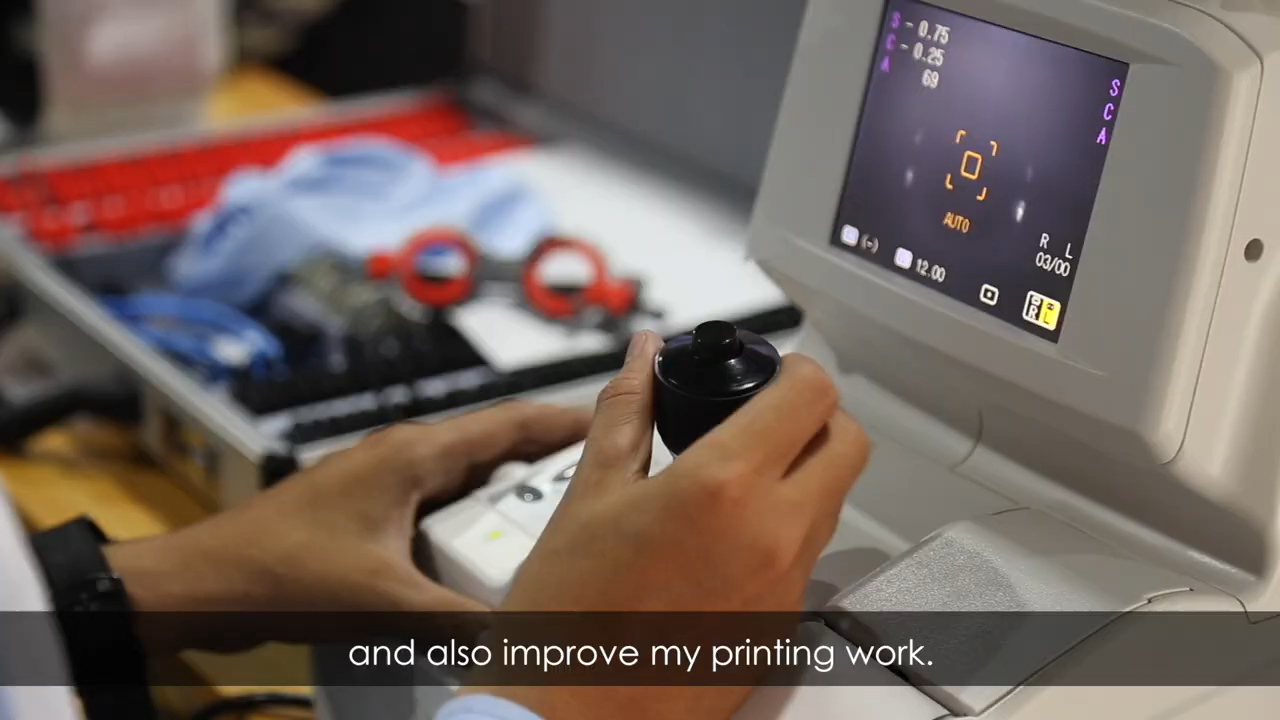 S - 0.75
C - 0.25
A 69
S
C
A
AUTO
(-)
12.00
R L
03/00
R L
and also improve my printing work.